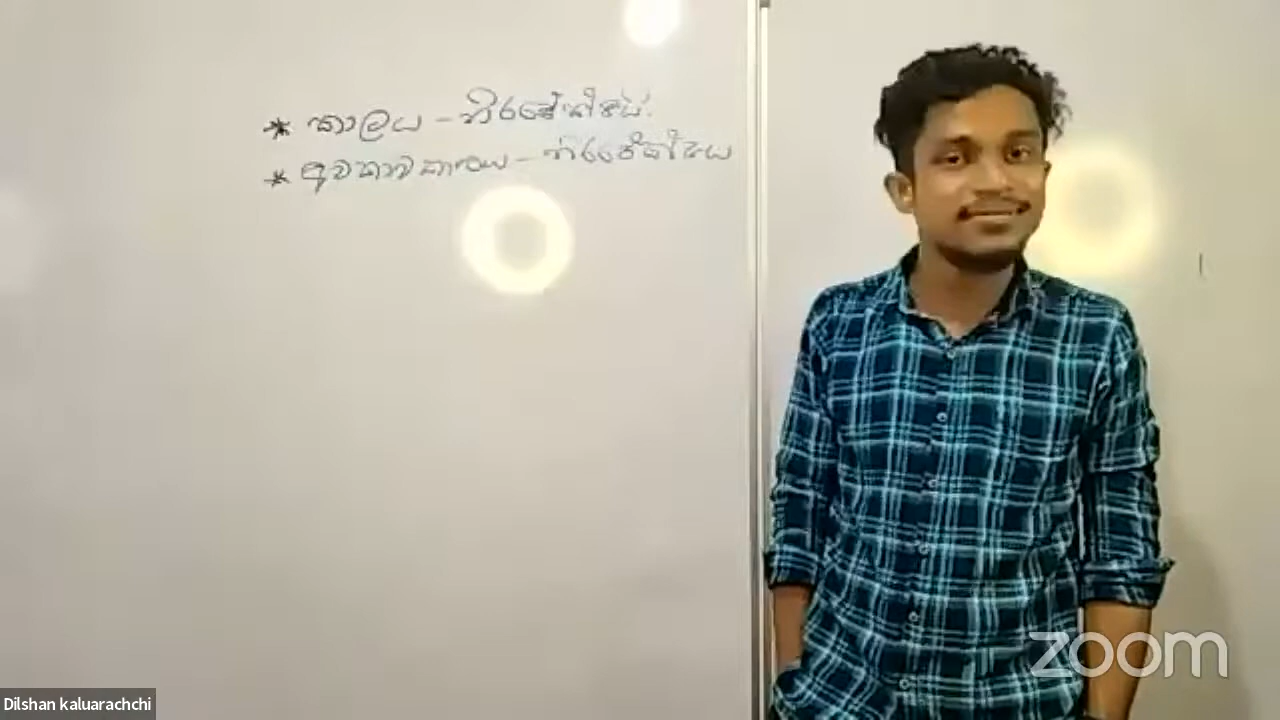 * කාලය - නිරපේක්ෂයි.
* අවකාශය - නිරපේක්ෂය
zoom
Dilshan kaluarachchi